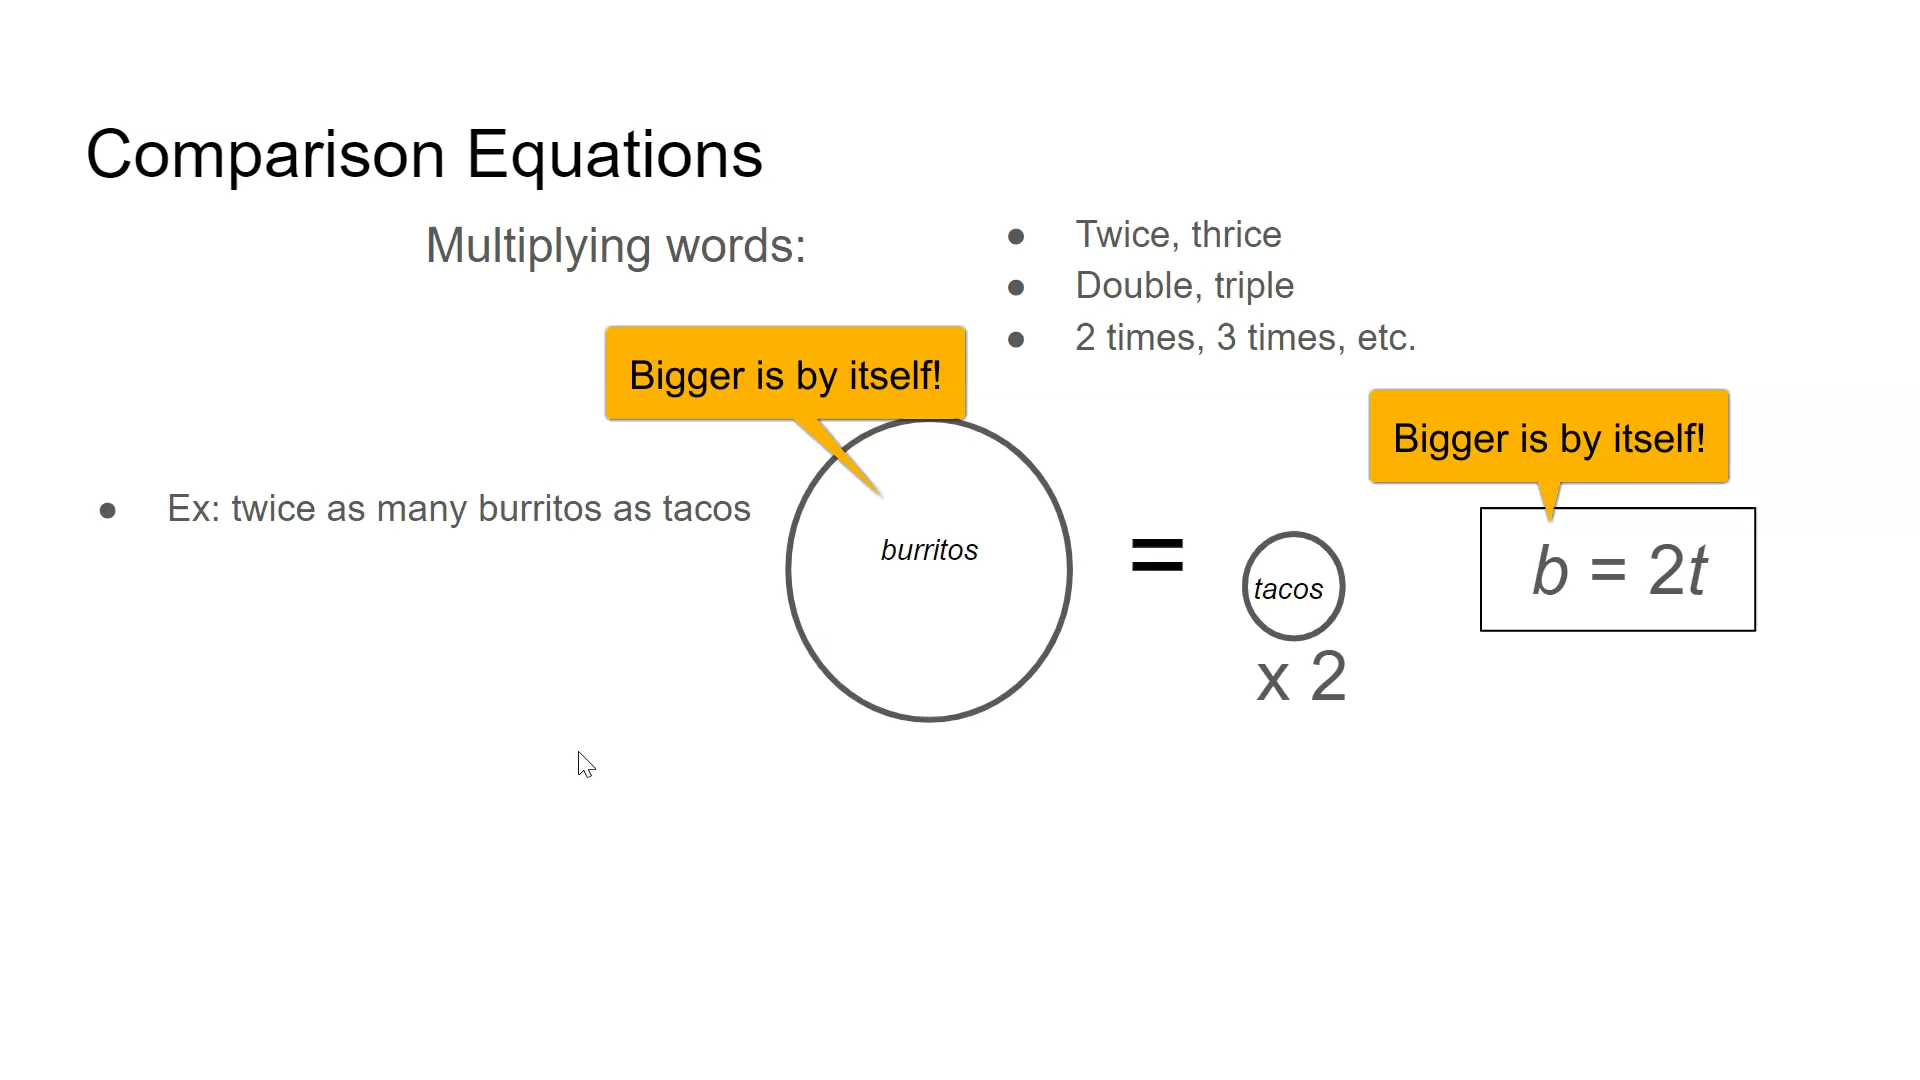 Comparison Equations
Multiplying words:
● Twice, thrice
● Double, triple
● 2 times, 3 times, etc.
Bigger is by itself!
Bigger is by itself!
● Ex: twice as many burritos as tacos
burritos
=
tacos
x 2
b = 2t